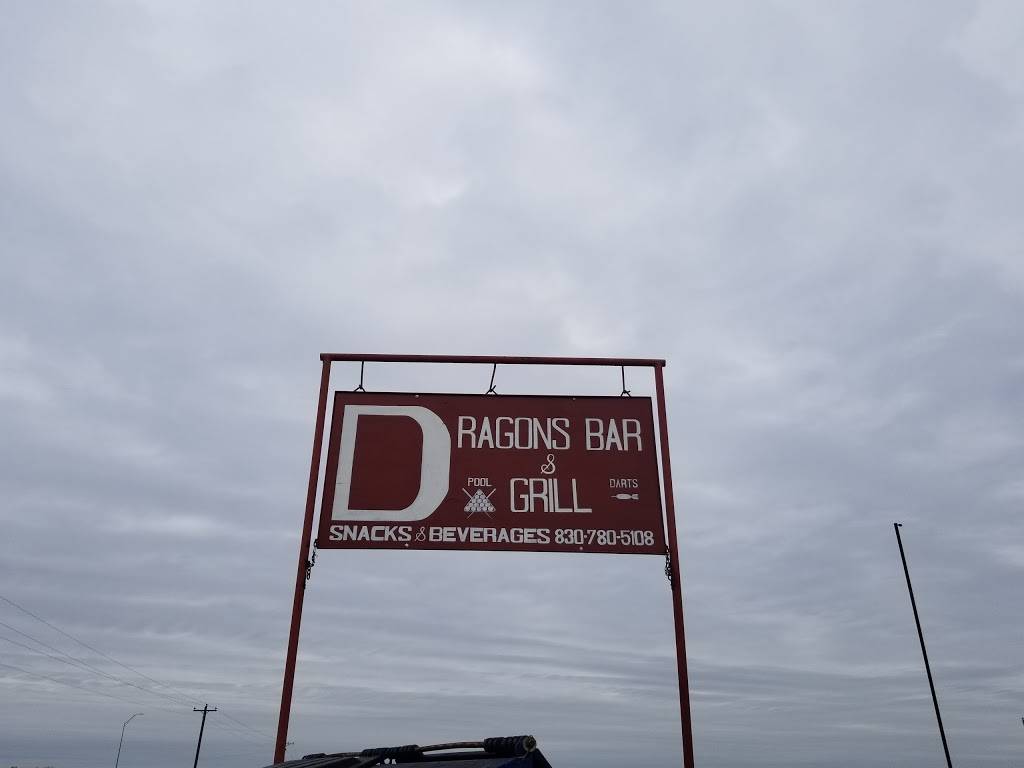 DRAGONS BAR
&
POOL GRILL DARTS
SNACKS & BEVERAGES 830-780-5108